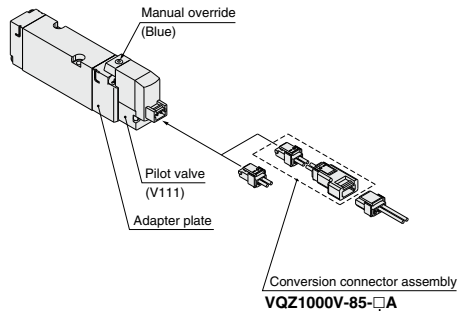 Manual override
(Blue)
Pilot valve
(V111)
Adapter plate
Conversion connector assembly
VQZ1000V-85-□A